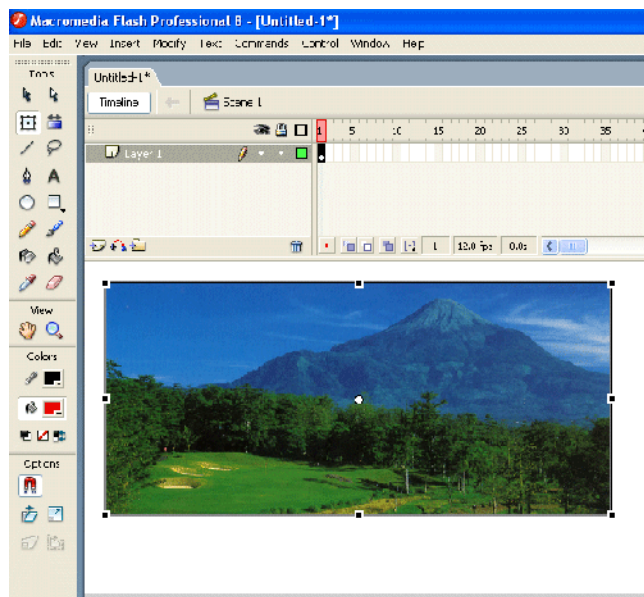 Macromedia Flash Professional 8 - [Untitled-1*]
File Edit View Insert Modify Text Commands Control Window Help
Tools
Untitled-1*
Timeline Scene 1
1 5 10 15 20 25 30 35
Layer 1
1 12.0 fps 0.0s
View
Colors
Options